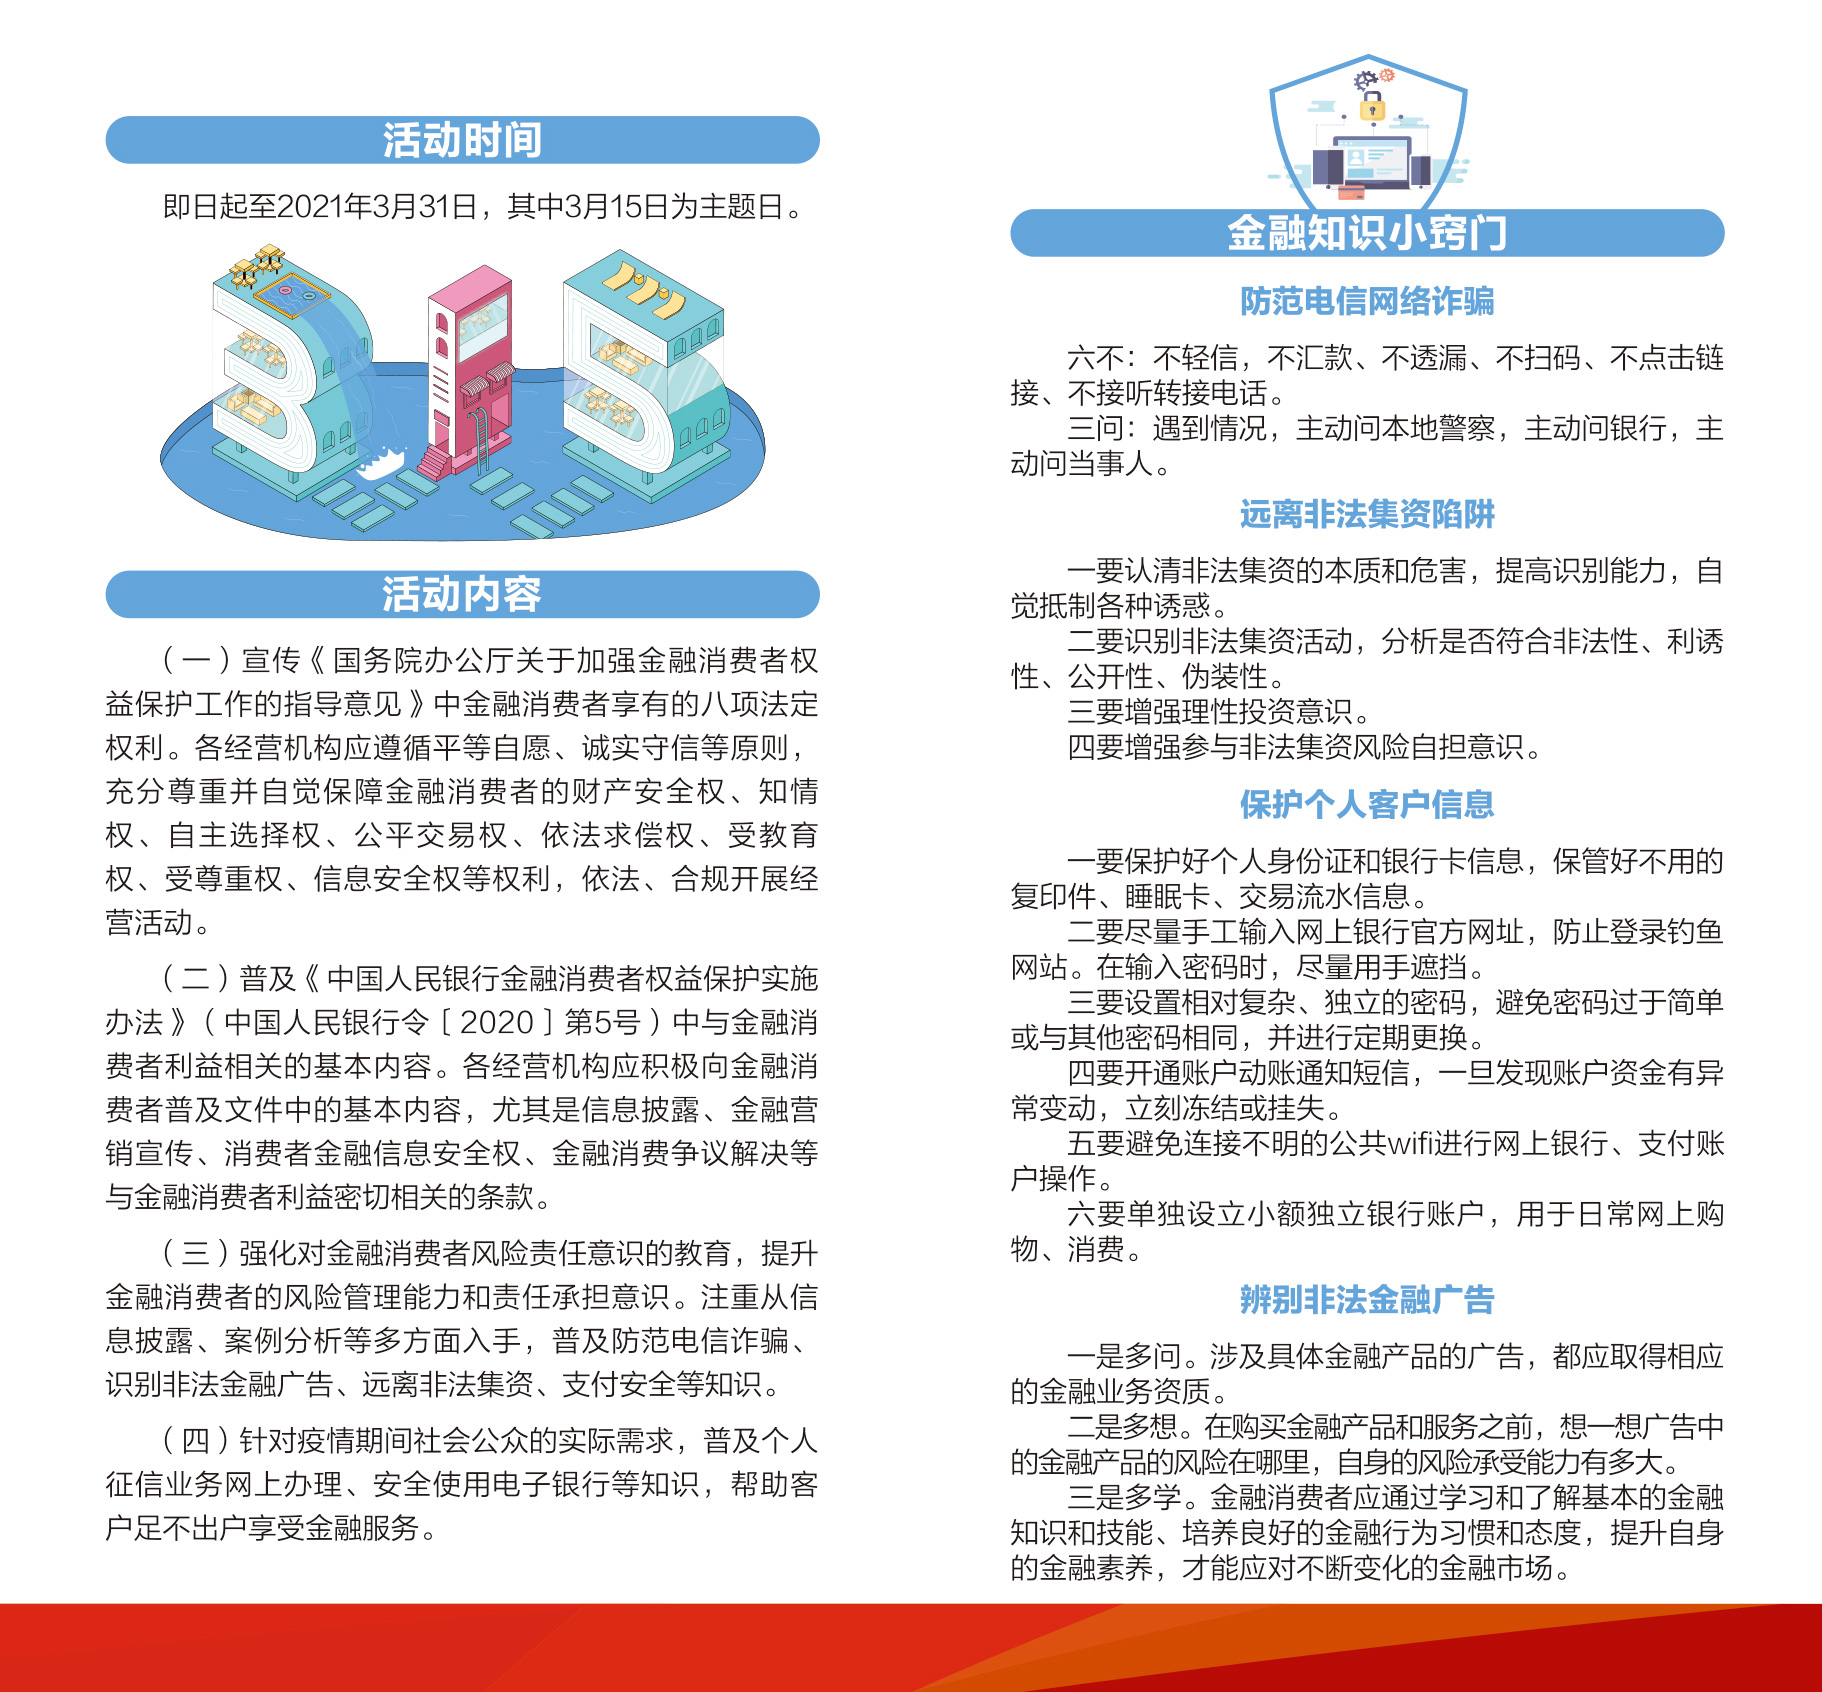 活动时间
即日起至2021年3月31日，其中3月15日为主题日。
活动内容
（一）宣传《国务院办公厅关于加强金融消费者权
益保护工作的指导意见》中金融消费者享有的八项法定
权利。各经营机构应遵循平等自愿、诚实守信等原则，
充分尊重并自觉保障金融消费者的财产安全权、知情
权、自主选择权、公平交易权、依法求偿权、受教育
权、受尊重权、信息安全权等权利，依法、合规开展经
营活动。
（二）普及《中国人民银行金融消费者权益保护实施
办法》（中国人民银行令［2020］第5号）中与金融消
费者利益相关的基本内容。各经营机构应积极向金融消
费者普及文件中的基本内容，尤其是信息披露、金融营
销宣传、消费者金融信息安全权、金融消费争议解决等
与金融消费者利益密切相关的条款。
（三）强化对金融消费者风险责任意识的教育，提升
金融消费者的风险管理能力和责任承担意识。注重从信
息披露、案例分析等多方面入手，普及防范电信诈骗、
识别非法金融广告、远离非法集资、支付安全等知识。
（四）针对疫情期间社会公众的实际需求，普及个人
征信业务网上办理、安全使用电子银行等知识，帮助客
户足不出户享受金融服务。
金融知识小窍门
防范电信网络诈骗
六不：不轻信，不汇款、不透漏、不扫码、不点击链
接、不接听转接电话。
三问：遇到情况，主动问本地警察，主动问银行，主
动问当事人。
远离非法集资陷阱
一要认清非法集资的本质和危害，提高识别能力，自
觉抵制各种诱惑。
二要识别非法集资活动，分析是否符合非法性、利诱
性、公开性、伪装性。
三要增强理性投资意识。
四要增强参与非法集资风险自担意识。
保护个人客户信息
一要保护好个人身份证和银行卡信息，保管好不用的
复印件、睡眠卡、交易流水信息。
二要尽量手工输入网上银行官方网址，防止登录钓鱼
网站。在输入密码时，尽量用手遮挡。
三要设置相对复杂、独立的密码，避免密码过于简单
或与其他密码相同，并进行定期更换。
四要开通账户动账通知短信，一旦发现账户资金有异
常变动，立刻冻结或挂失。
五要避免连接不明的公共wifi进行网上银行、支付账
户操作。
六要单独设立小额独立银行账户，用于日常网上购
物、消费。
辨别非法金融广告
一是多问。涉及具体金融产品的广告，都应取得相应
的金融业务资质。
二是多想。在购买金融产品和服务之前，想一想广告中
的金融产品的风险在哪里，自身的风险承受能力有多大。
三是多学。金融消费者应通过学习和了解基本的金融
知识和技能、培养良好的金融行为习惯和态度，提升自身
的金融素养，才能应对不断变化的金融市场。